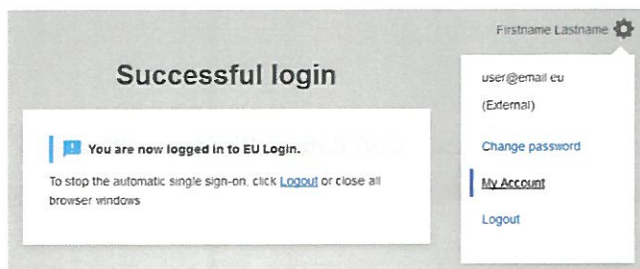 Firstname Lastname
Successful login
You are now logged in to EU Login.
To stop the automatic single sign-on, click Logout or close all
browser windows
user@email eu
(External)
Change password
My Account
Logout